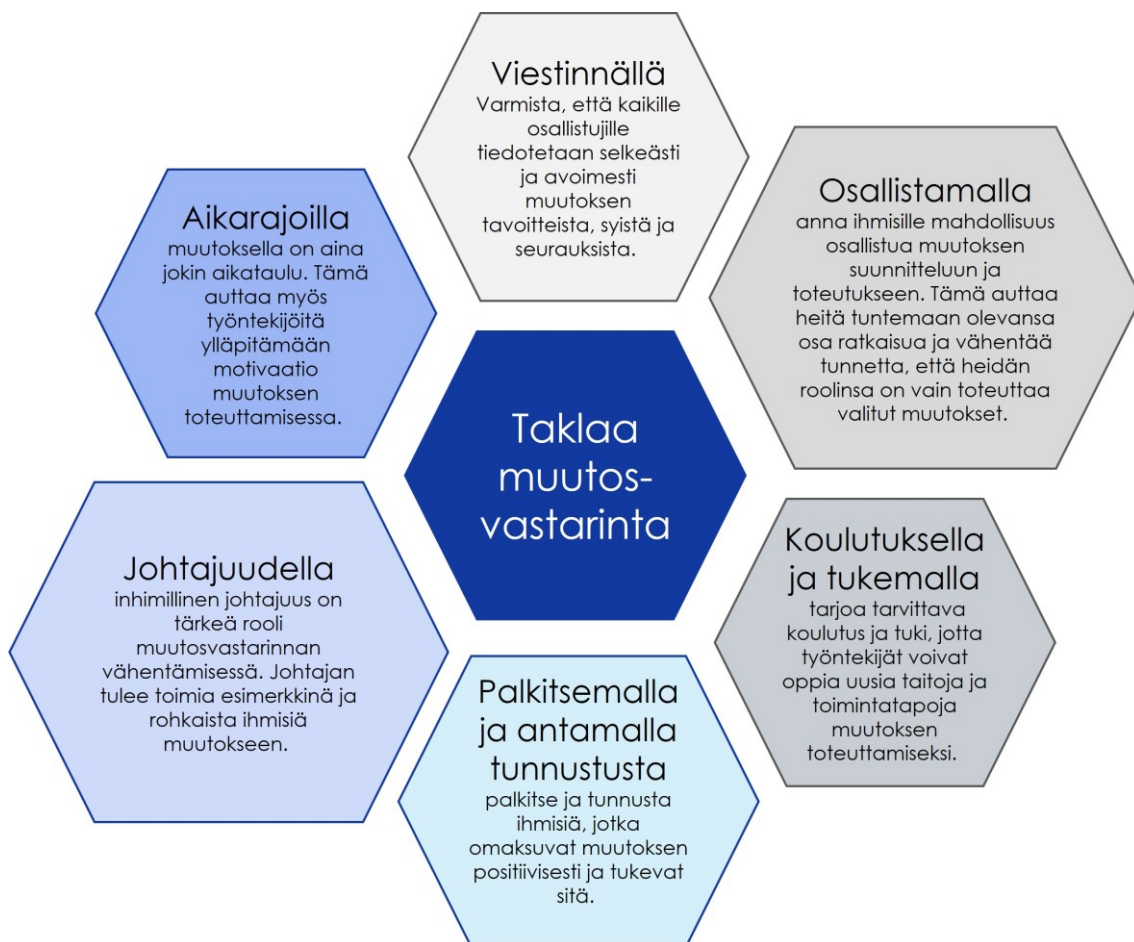 Viestinnällä
Varmista, että kaikille
osallistujille
tiedotetaan selkeästi
ja avoimesti
muutoksen
tavoitteista, syistä ja
seurauksista.
Osallistamalla
anna ihmisille mahdollisuus
osallistua muutoksen
suunnitteluun ja
toteutukseen. Tämä auttaa
heitä tuntemaan olevansa
osa ratkaisua ja vähentää
tunnetta, että heidän
roolinsa on vain toteuttaa
valitut muutokset.
Koulutuksella
ja tukemalla
tarjoa tarvittava
koulutus ja tuki, jotta
työntekijät voivat
oppia uusia taitoja ja
toimintatapoja
muutoksen
toteuttamiseksi.
Palkitsemalla
ja antamalla
tunnustusta
palkitse ja tunnusta
ihmisiä, jotka
omaksuvat muutoksen
positiivisesti ja tukevat
sitä.
Johtajuudella
inhimillinen johtajuus on
tärkeä rooli
muutosvastarinnan
vähentämisessä. Johtajan
tulee toimia esimerkkinä ja
rohkaista ihmisiä
muutokseen.
Aikarajoilla
muutoksella on aina
jokin aikataulu. Tämä
auttaa myös
työntekijöitä
ylläpitämään
motivaatio
muutoksen
toteuttamisessa.
Taklaa
muutos-
vastarinta